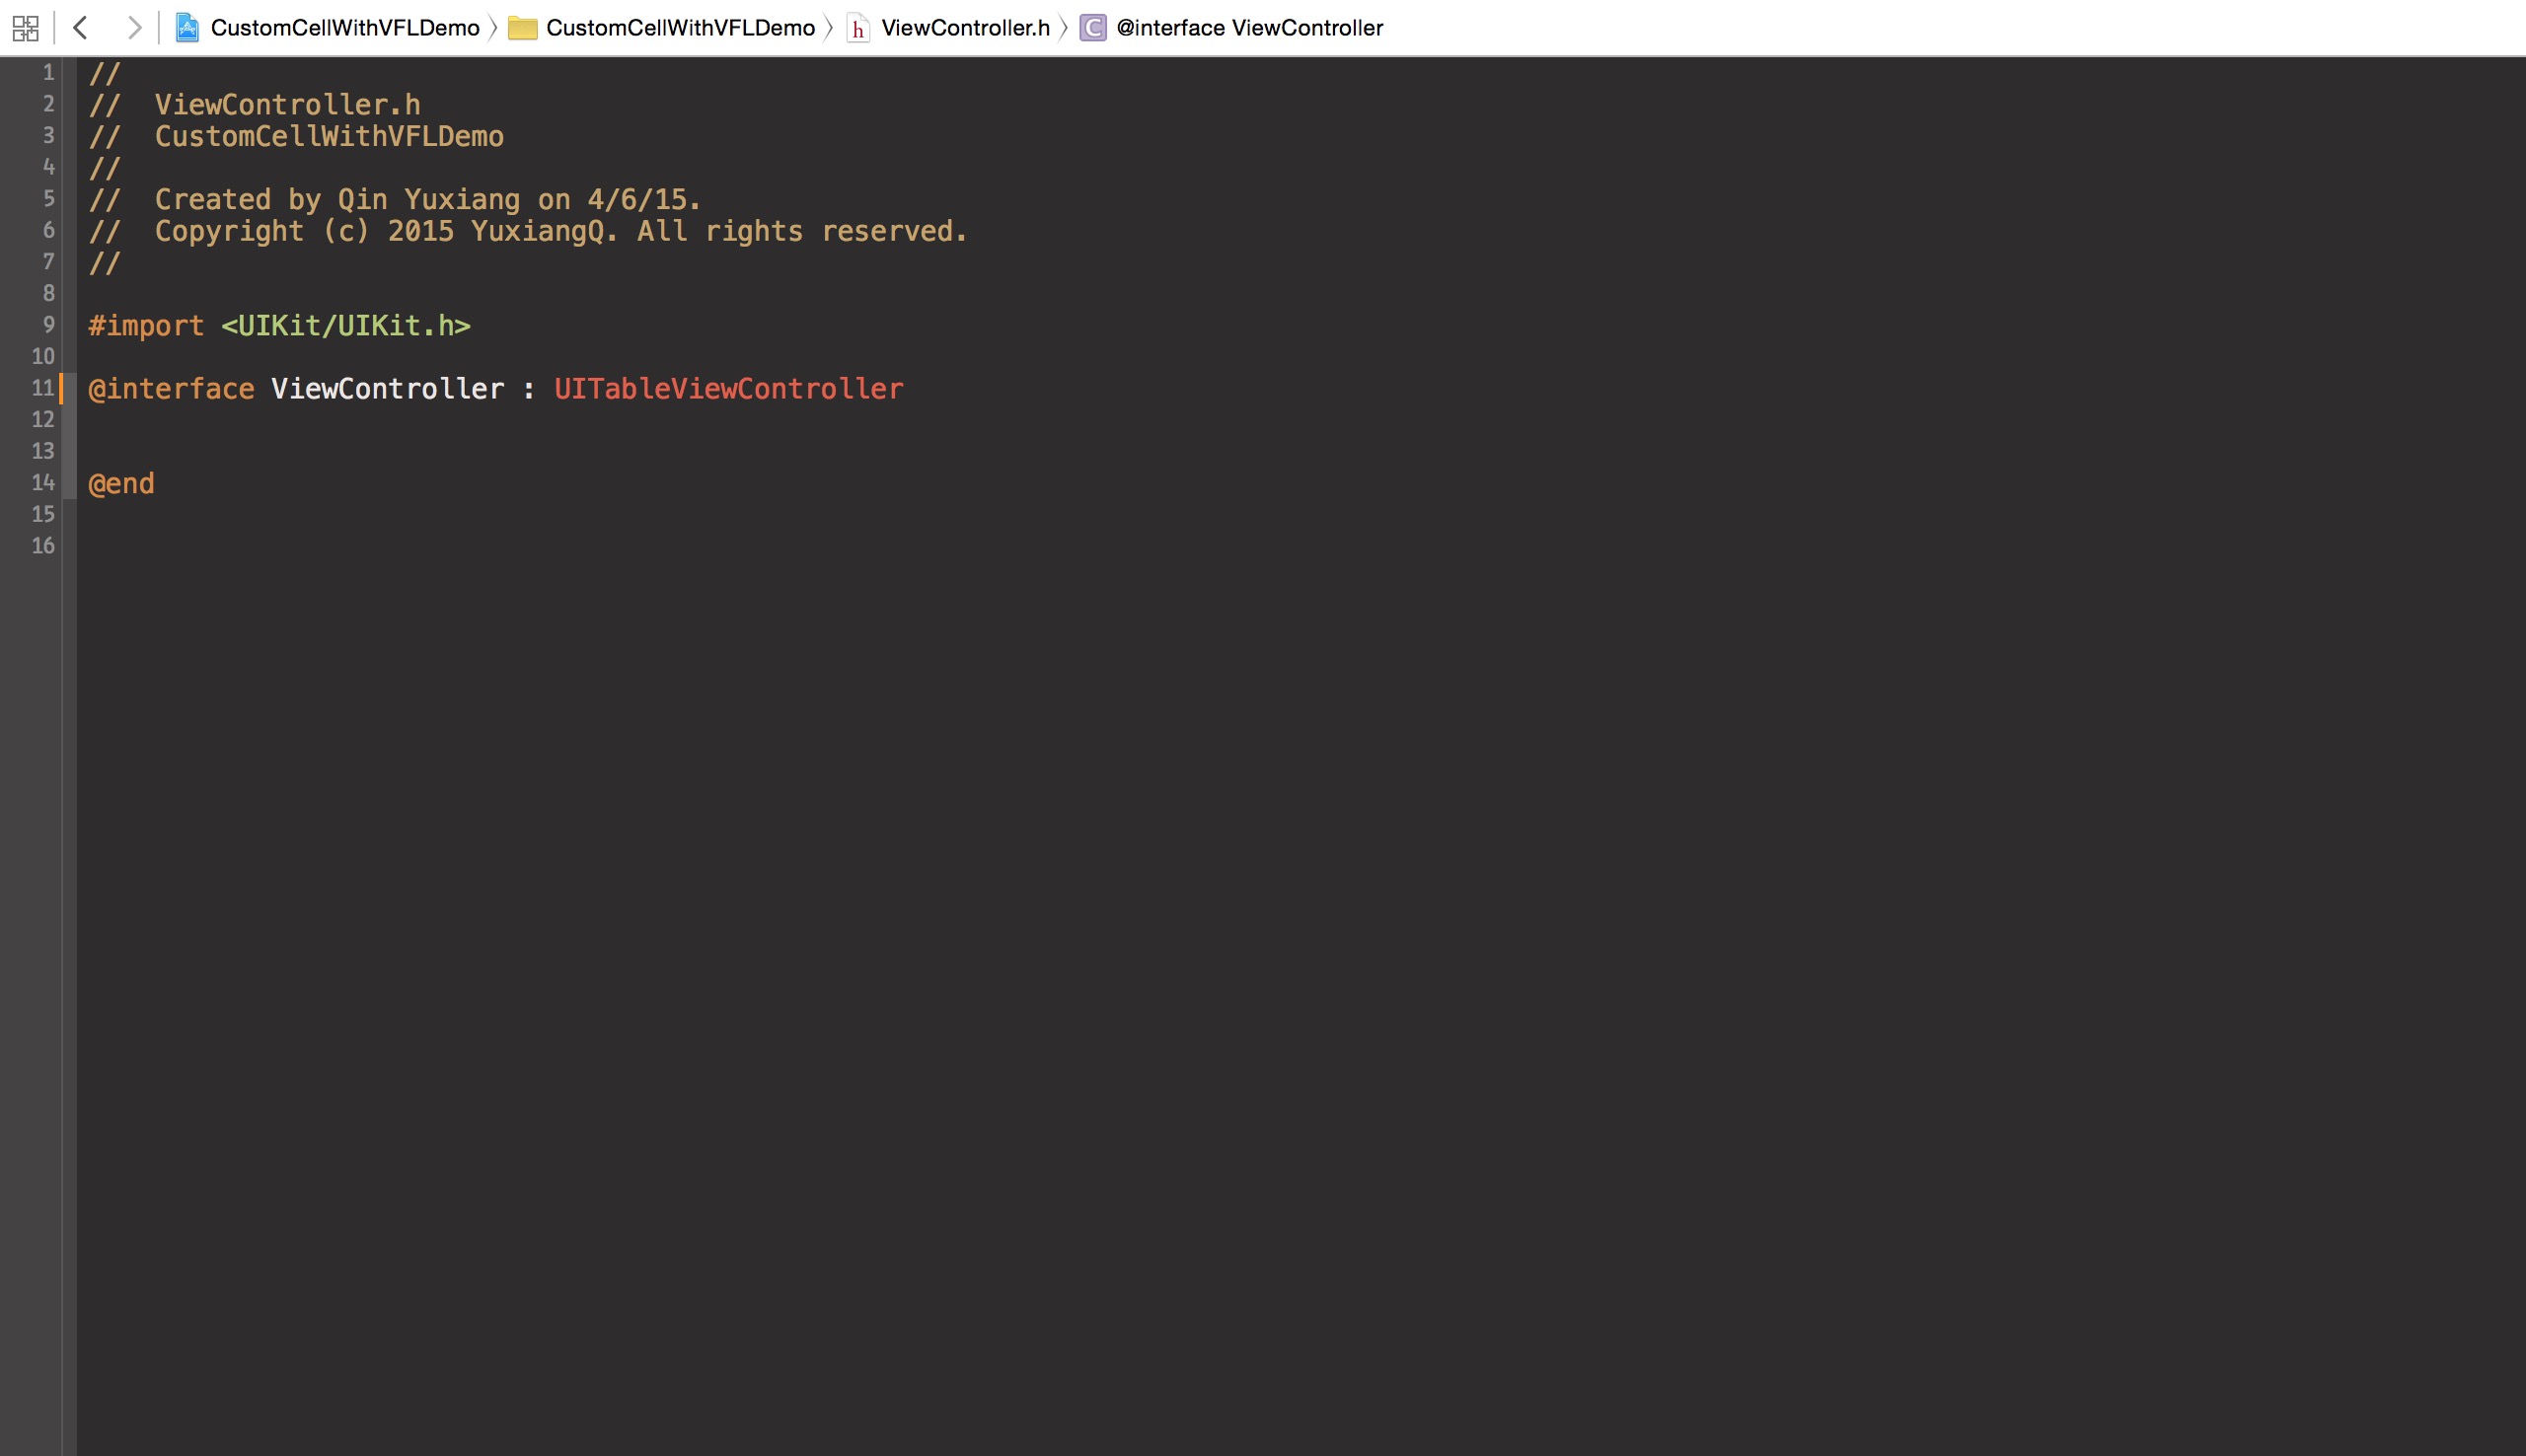 CustomCellWithVFLDemo CustomCellWithVFLDemo h ViewController.h C @interface ViewController
1 //
2 //  ViewController.h
3 //  CustomCellWithVFLDemo
4 //
5 //  Created by Qin Yuxiang on 4/6/15.
6 //  Copyright (c) 2015 YuxiangQ. All rights reserved.
7 //
8
9 #import <UIKit/UIKit.h>
10
11 @interface ViewController : UITableViewController
12
13
14 @end
15
16